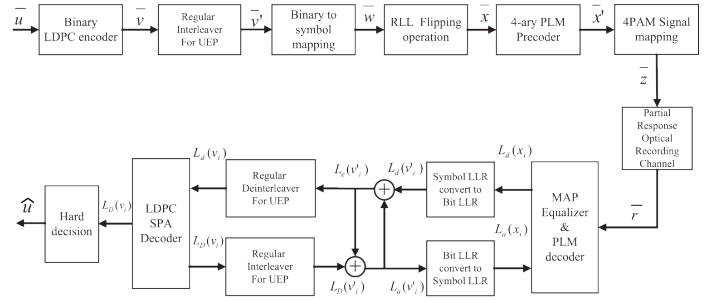 u̅
Binary
LDPC encoder
v̅
Regular
Interleaver
For UEP
v̅'
Binary to
symbol
mapping
w̅
RLL Flipping
operation
x̅
4-ary PLM
Precoder
x̅'
4PAM Signal
mapping
z̅
Partial
Response
Optical
Recording
Channel
r̅
MAP
Equalizer
&
PLM
decoder
L_d(x_i)
Symbol LLR
convert to
Bit LLR
L_d(v'_i)
L_e(v'_i)
Regular
Deinterleaver
For UEP
L_d(v_i)
LDPC
SPA
Decoder
L_D(v_i)
Hard
decision
û
L_D(v_i)
Regular
Interleaver
For UEP
L_D(v'_i)
L_a(v'_i)
Bit LLR
convert to
Symbol LLR
L_a(x_i)